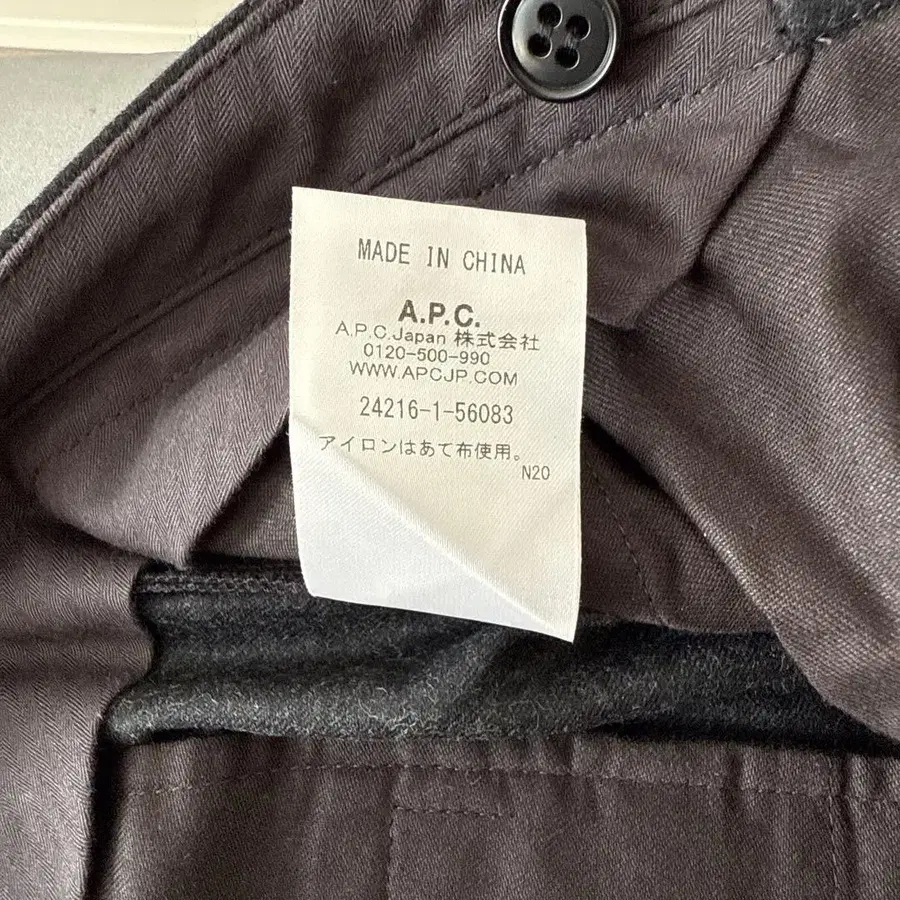 MADE IN CHINA
A.P.C.
A.P.C.Japan 株式会社
0120-500-990
WWW.APCJP.COM
24216-1-56083
アイロンはあて布使用。
N20